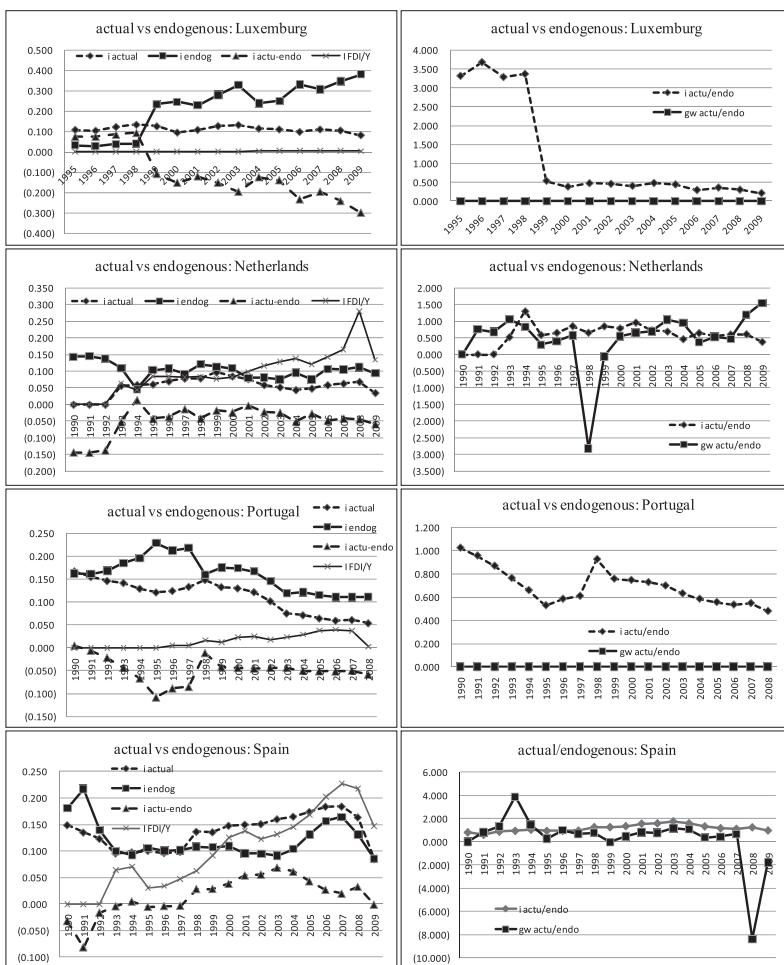 actual vs endogenous: Luxemburg
i actual i endog i actu-endo IFDI/Y
0.500
0.400
0.300
0.200
0.100
0.000
(0.100)
(0.200)
(0.300)
(0.400)
1995 1996 1997 1998 1999 2000 2001 2002 2003 2004 2005 2006 2007 2008 2009
actual vs endogenous: Luxemburg
4.000
3.500
3.000
2.500
2.000
1.500
1.000
0.500
0.000
i actu/endo
gw actu/endo
1995 1996 1997 1998 1999 2000 2001 2002 2003 2004 2005 2006 2007 2008 2009
actual vs endogenous: Netherlands
i actual i endog i actu-endo IFDI/Y
0.350
0.300
0.250
0.200
0.150
0.100
0.050
0.000
(0.050)
(0.100)
(0.150)
(0.200)
1990 1991 1992 1993 1994 1995 1996 1997 1998 1999 2000 2001 2002 2003 2004 2005 2006 2007 2008 2009
actual vs endogenous: Netherlands
2.000
1.500
1.000
0.500
0.000
(0.500)
(1.000)
(1.500)
(2.000)
(2.500)
(3.000)
(3.500)
1990 1991 1992 1993 1994 1995 1996 1997 1998 1999 2000 2001 2002 2003 2004 2005 2006 2007 2008 2009
i actu/endo
gw actu/endo
actual vs endogenous: Portugal
i actual
i endog
i actu-endo
IFDI/Y
0.250
0.200
0.150
0.100
0.050
0.000
(0.050)
(0.100)
(0.150)
1990 1991 1992 1993 1994 1995 1996 1997 1998 1999 2000 2001 2002 2003 2004 2005 2006 2007 2008
actual vs endogenous: Portugal
1.200
1.000
0.800
0.600
0.400
0.200
0.000
i actu/endo
gw actu/endo
1990 1991 1992 1993 1994 1995 1996 1997 1998 1999 2000 2001 2002 2003 2004 2005 2006 2007 2008
actual vs endogenous: Spain
i actual
i endog
i actu-endo
IFDI/Y
0.250
0.200
0.150
0.100
0.050
0.000
(0.050)
(0.100)
1990 1991 1992 1993 1994 1995 1996 1997 1998 1999 2000 2001 2002 2003 2004 2005 2006 2007 2008 2009
actual/endogenous: Spain
6.000
4.000
2.000
0.000
(2.000)
(4.000)
(6.000)
(8.000)
(10.000)
1990 1991 1992 1993 1994 1995 1996 1997 1998 1999 2000 2001 2002 2003 2004 2005 2006 2007 2008 2009
i actu/endo
gw actu/endo